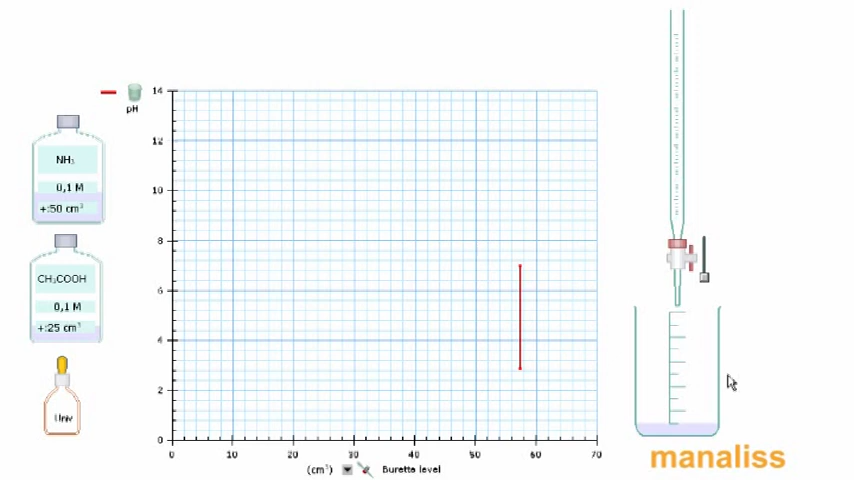 pH
14
12
10
8
6
4
2
0
0 10 20 30 40 50 60 70
(cm³) Burette level
NH₃
0,1 M
+:50 cm³
CH₃COOH
0,1 M
+:25 cm³
Univ
manaliss